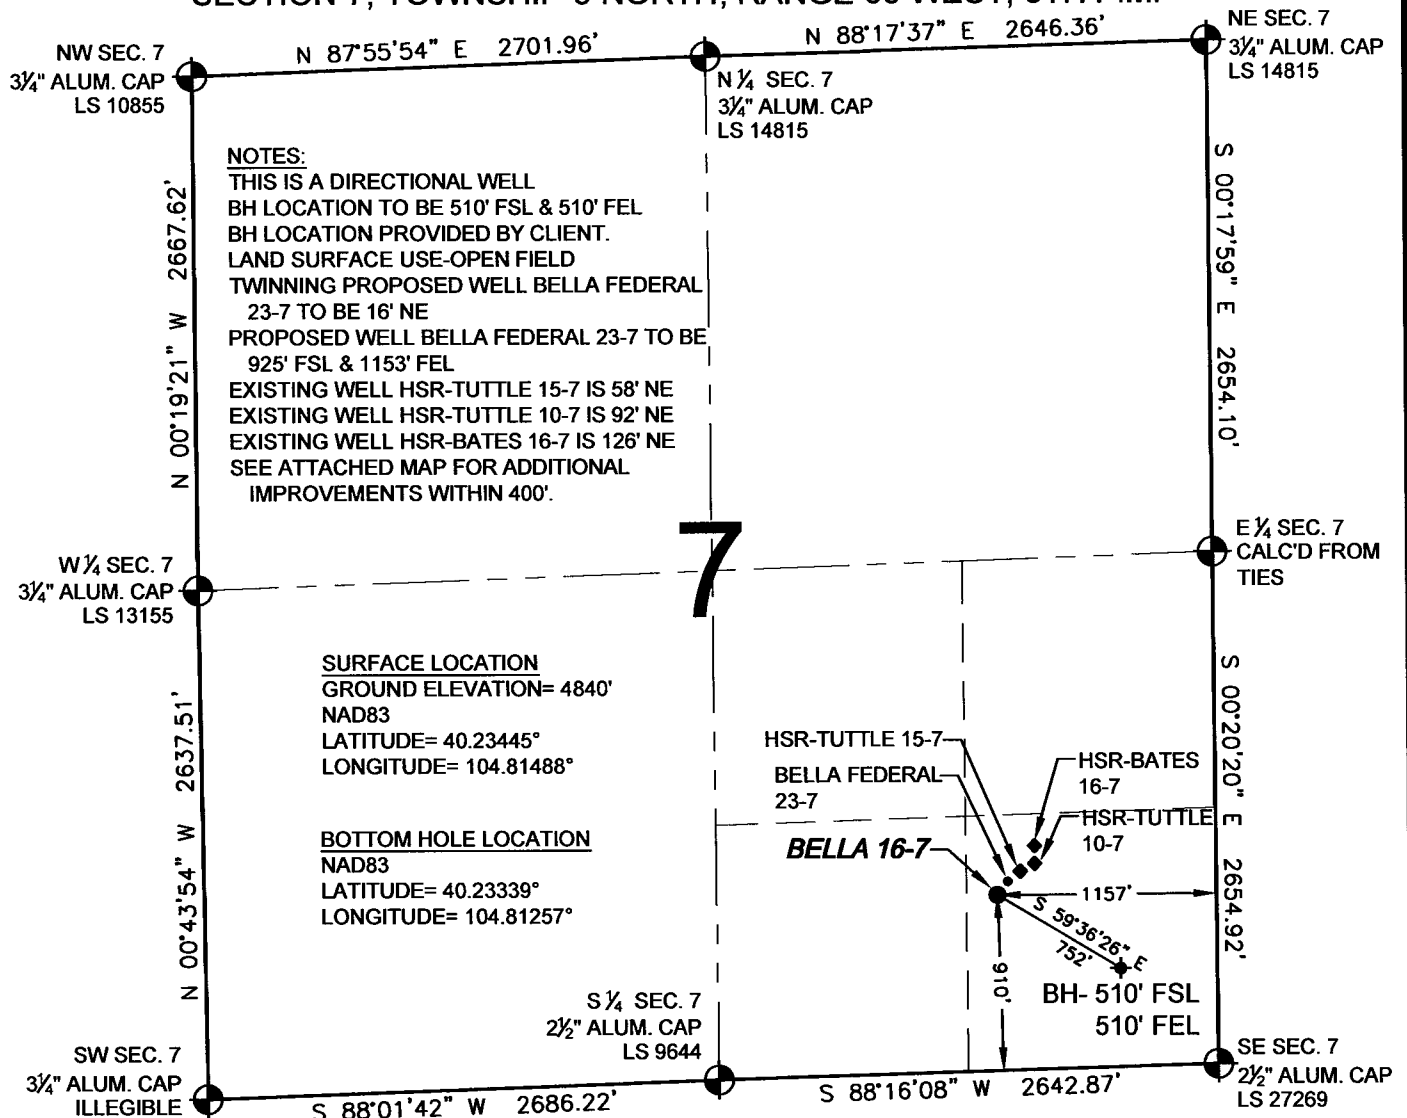 NW SEC. 7
3¼" ALUM. CAP
LS 10855
N 87°55'54" E 2701.96'
N 88°17'37" E 2646.36'
NE SEC. 7
3¼" ALUM. CAP
LS 14815
N ¼ SEC. 7
3¼" ALUM. CAP
LS 14815
NOTES:
THIS IS A DIRECTIONAL WELL
BH LOCATION TO BE 510' FSL & 510' FEL
BH LOCATION PROVIDED BY CLIENT.
LAND SURFACE USE-OPEN FIELD
TWINNING PROPOSED WELL BELLA FEDERAL
23-7 TO BE 16' NE
PROPOSED WELL BELLA FEDERAL 23-7 TO BE
925' FSL & 1153' FEL
EXISTING WELL HSR-TUTTLE 15-7 IS 58' NE
EXISTING WELL HSR-TUTTLE 10-7 IS 92' NE
EXISTING WELL HSR-BATES 16-7 IS 126' NE
SEE ATTACHED MAP FOR ADDITIONAL
IMPROVEMENTS WITHIN 400'.
N 00°19'21" W 2667.62'
S 00°17'59" E 2654.10'
7
W ¼ SEC. 7
3¼" ALUM. CAP
LS 13155
E ¼ SEC. 7
CALC'D FROM
TIES
SURFACE LOCATION
GROUND ELEVATION= 4840'
NAD83
LATITUDE= 40.23445°
LONGITUDE= 104.81488°
BOTTOM HOLE LOCATION
NAD83
LATITUDE= 40.23339°
LONGITUDE= 104.81257°
N 00°43'54" W 2637.51'
S 00°20'20" E 2654.92'
HSR-TUTTLE 15-7
BELLA FEDERAL
23-7
BELLA 16-7
HSR-BATES
16-7
HSR-TUTTLE
10-7
1157'
S 59°36'26" E
752'
910'
BH- 510' FSL
510' FEL
S ¼ SEC. 7
2½" ALUM. CAP
LS 9644
SW SEC. 7
3¼" ALUM. CAP
ILLEGIBLE
S 88°01'42" W 2686.22'
S 88°16'08" W 2642.87'
SE SEC. 7
2½" ALUM. CAP
LS 27269